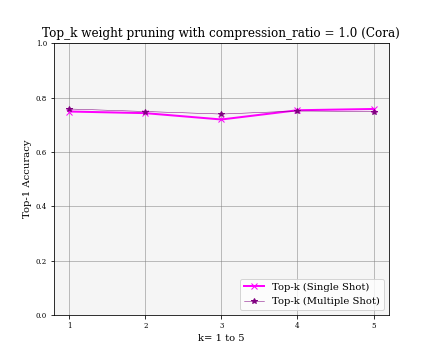 Top_k weight pruning with compression_ratio = 1.0 (Cora)
1.0
0.8
0.6
0.4
0.2
0.0
Top-1 Accuracy
Top-k (Single Shot)
Top-k (Multiple Shot)
1 2 3 4 5
k= 1 to 5